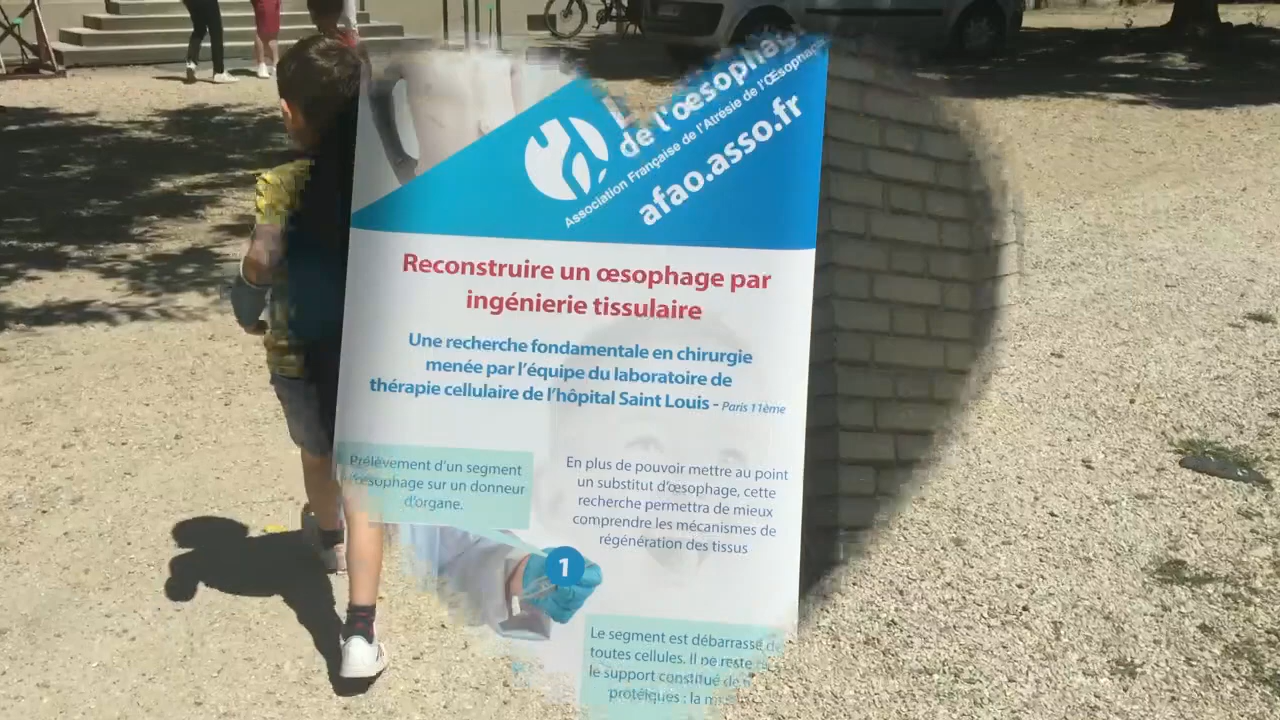 de l'œsophage
Association Française de l'Atrésie de l'Œsophage
afao.asso.fr
Reconstruire un œsophage par
ingénierie tissulaire
Une recherche fondamentale en chirurgie
menée par l'équipe du laboratoire de
thérapie cellulaire de l'hôpital Saint Louis - Paris 11ème
Prélèvement d'un segment
d'œsophage sur un donneur
d'organe.
En plus de pouvoir mettre au point
un substitut d'œsophage, cette
recherche permettra de mieux
comprendre les mécanismes de
régénération des tissus
1
Le segment est débarrassé de
toutes cellules. Il ne reste
le support constitué de
protéiques : la